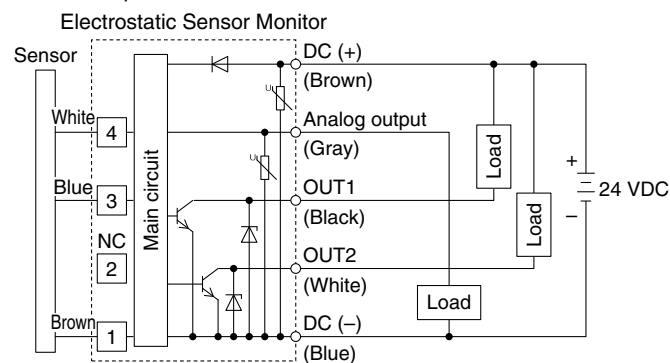 Electrostatic Sensor Monitor
Sensor
DC (+)
(Brown)
U
White
4
Analog output
(Gray)
U
Load
Main circuit
Blue
3
OUT1
(Black)
Load
+
24 VDC
−
NC
2
OUT2
(White)
Load
Brown
1
DC (−)
(Blue)